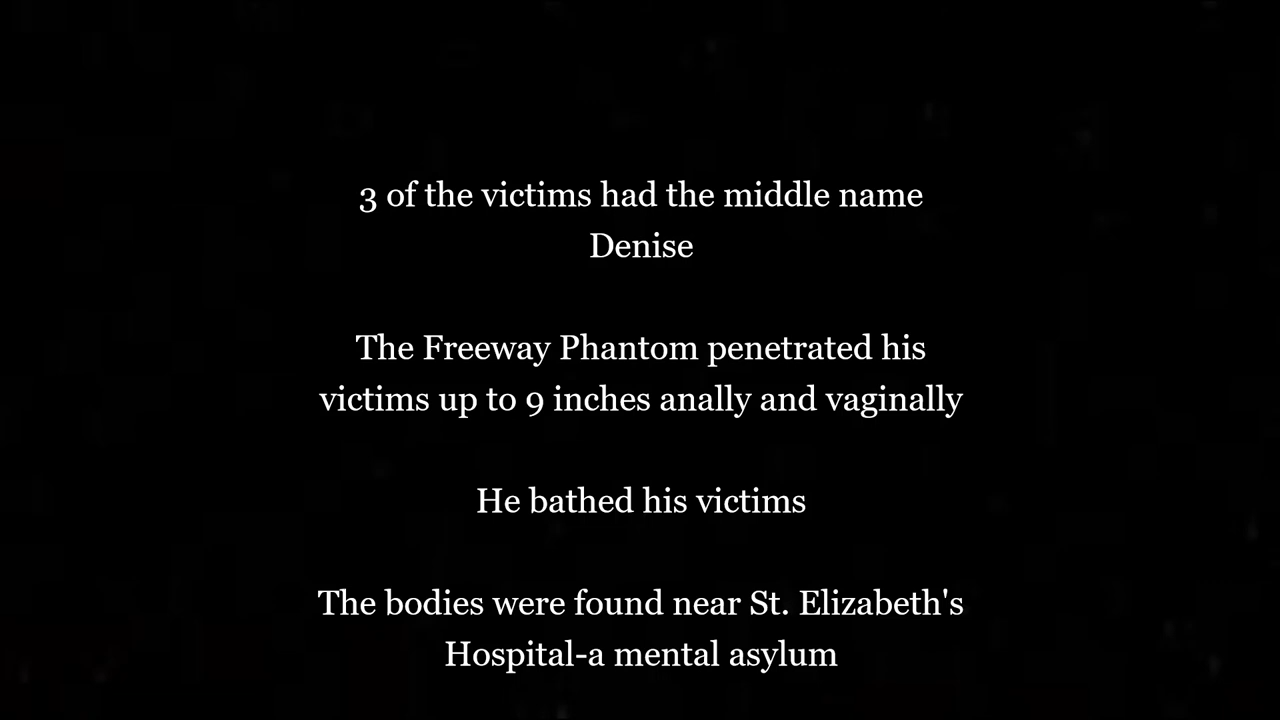 3 of the victims had the middle name
Denise
The Freeway Phantom penetrated his
victims up to 9 inches anally and vaginally
He bathed his victims
The bodies were found near St. Elizabeth's
Hospital-a mental asylum